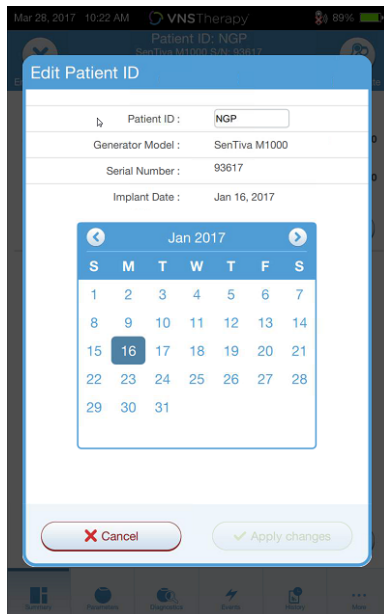 Mar 28, 2017 10:22 AM VNSTherapy 89%
Patient ID: NGP
SenTiva M1000 S/N: 93617
Edit Patient ID
Patient ID : NGP
Generator Model : SenTiva M1000
Serial Number : 93617
Implant Date : Jan 16, 2017
Jan 2017
S M T W T F S
1 2 3 4 5 6 7
8 9 10 11 12 13 14
15 16 17 18 19 20 21
22 23 24 25 26 27 28
29 30 31
Cancel Apply changes
Summary Parameters Diagnostics Events History More